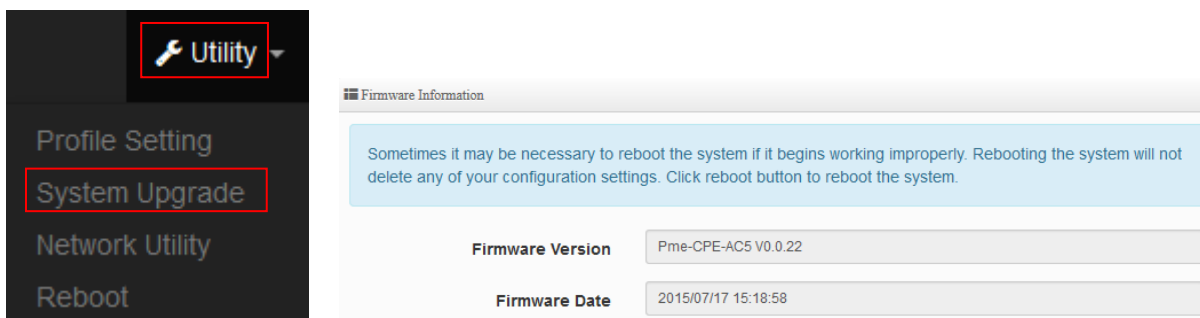 Utility
Profile Setting
System Upgrade
Network Utility
Reboot
Firmware Information
Sometimes it may be necessary to reboot the system if it begins working improperly. Rebooting the system will not
delete any of your configuration settings. Click reboot button to reboot the system.
Firmware Version Pme-CPE-AC5 V0.0.22
Firmware Date 2015/07/17 15:18:58